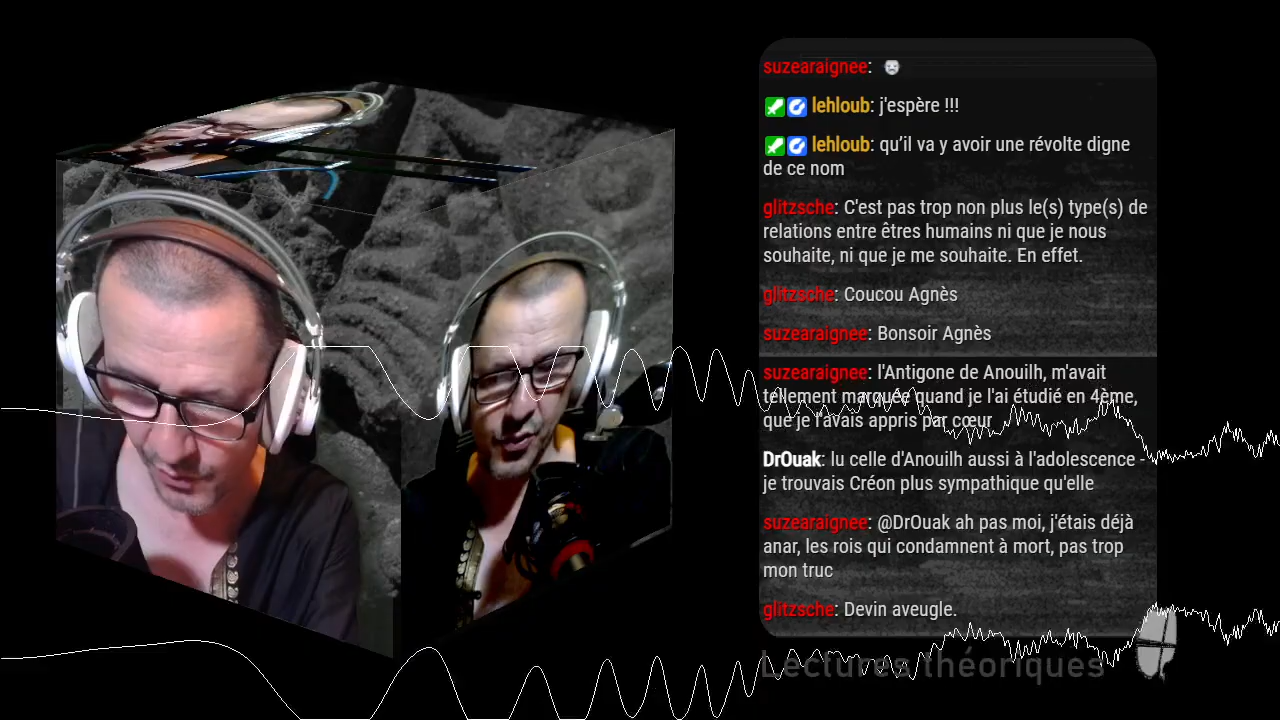 suzearaignee:
lehloub: j'espère !!!
lehloub: qu’il va y avoir une révolte digne
de ce nom
glitzsche: C'est pas trop non plus le(s) type(s) de
relations entre êtres humains ni que je nous
souhaite, ni que je me souhaite. En effet.
glitzsche: Coucou Agnès
suzearaignee: Bonsoir Agnès
suzearaignee: l'Antigone de Anouilh, m'avait
tellement marquée quand je l'ai étudié en 4ème,
que je l'avais appris par cœur
DrOuak: lu celle d'Anouilh aussi à l'adolescence -
je trouvais Créon plus sympathique qu'elle
suzearaignee: @DrOuak ah pas moi, j'étais déjà
anar, les rois qui condamnent à mort, pas trop
mon truc
glitzsche: Devin aveugle.
Lectures théoriques